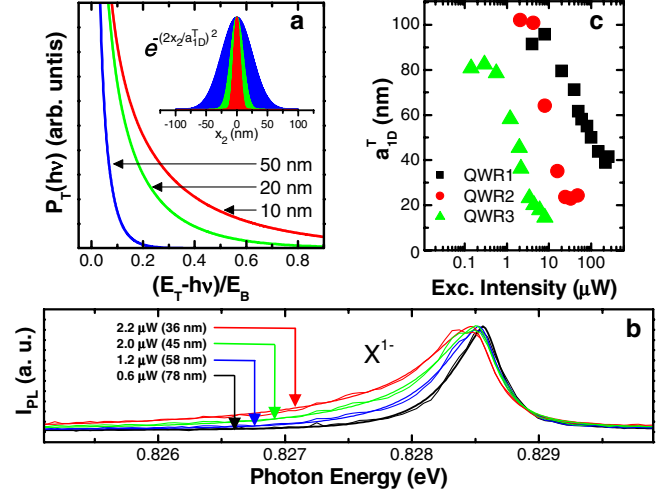 a
e^-(2x_2/a^T_1D)^2
-100 -50 0 50 100
x_2 (nm)
P_T(hν) (arb. untis)
50 nm
20 nm
10 nm
0.0 0.2 0.4 0.6 0.8
(E_T-hν)/E_B
c
a^T_1D (nm)
100
80
60
40
20
0
QWR1
QWR2
QWR3
0.1 1 10 100
Exc. Intensity (μW)
b
2.2 μW (36 nm)
2.0 μW (45 nm)
1.2 μW (58 nm)
0.6 μW (78 nm)
X^1-
I_PL (a. u.)
0.826 0.827 0.828 0.829
Photon Energy (eV)